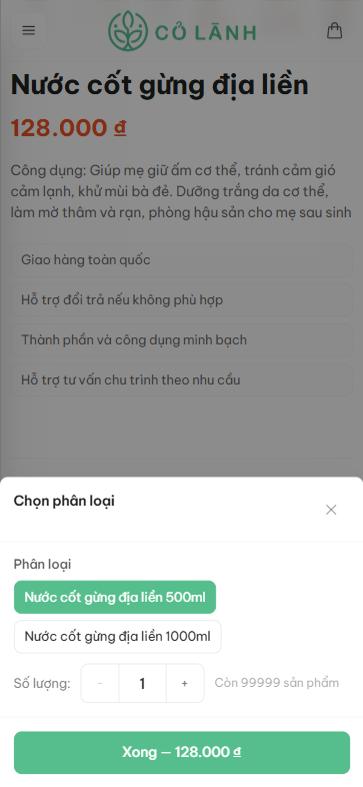 CỎ LÀNH
Nước cốt gừng địa liền
128.000 ₫
Công dụng: Giúp mẹ giữ ấm cơ thể, tránh cảm gió
cảm lạnh, khử mùi bà đẻ. Dưỡng trắng da cơ thể,
làm mờ thâm và rạn, phòng hậu sản cho mẹ sau sinh
Giao hàng toàn quốc
Hỗ trợ đổi trả nếu không phù hợp
Thành phần và công dụng minh bạch
Hỗ trợ tư vấn chu trình theo nhu cầu
Chọn phân loại
Phân loại
Nước cốt gừng địa liền 500ml
Nước cốt gừng địa liền 1000ml
Số lượng: - 1 + Còn 99999 sản phẩm
Xong — 128.000 ₫